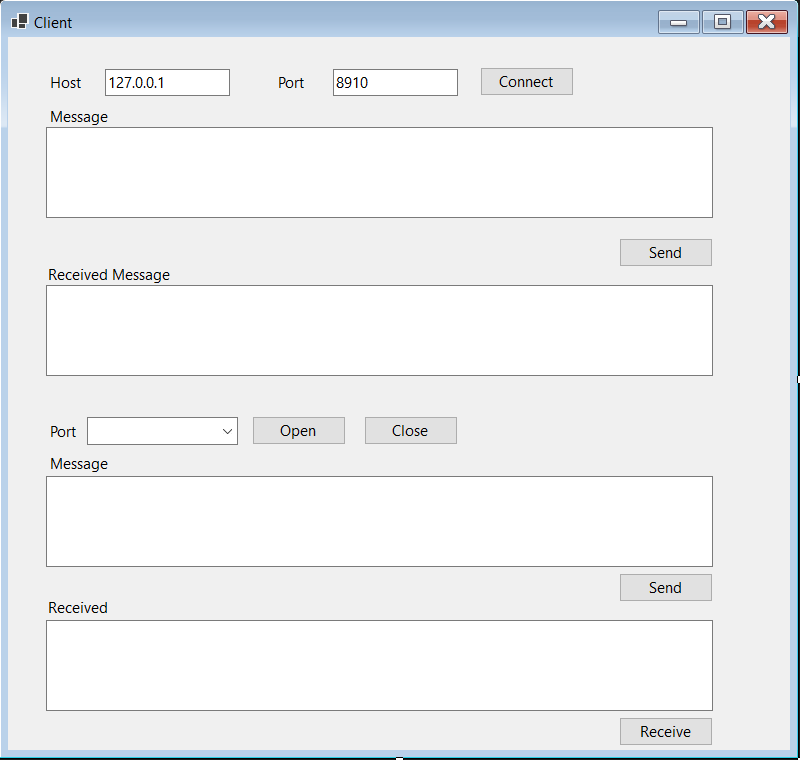 Client
Host 127.0.0.1 Port 8910 Connect
Message
Send
Received Message
Port Open Close
Message
Send
Received
Receive